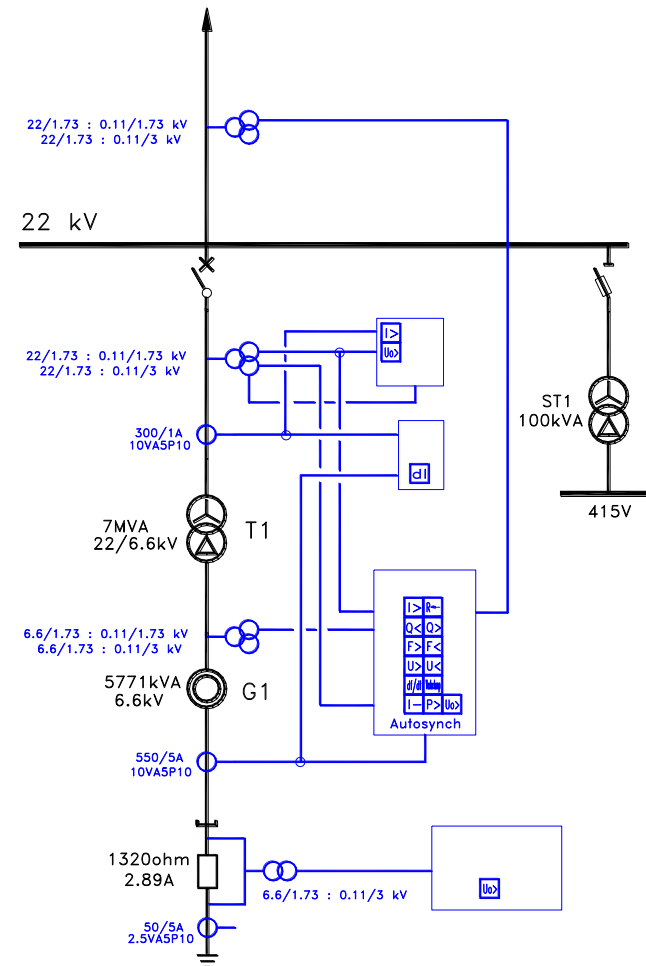 22/1.73 : 0.11/1.73 kV
22/1.73 : 0.11/3 kV
22 kV
22/1.73 : 0.11/1.73 kV
22/1.73 : 0.11/3 kV
I>
Uo>
ST1
100kVA
300/1A
10VA5P10
dI
415V
7MVA
22/6.6kV
T1
I>
Q< Q>
F> F<
U> U<
I— P> Uo>
Autosynch
6.6/1.73 : 0.11/1.73 kV
6.6/1.73 : 0.11/3 kV
5771kVA
6.6kV
G1
550/5A
10VA5P10
1320ohm
2.89A
6.6/1.73 : 0.11/3 kV
Uo>
50/5A
2.5VA5P10